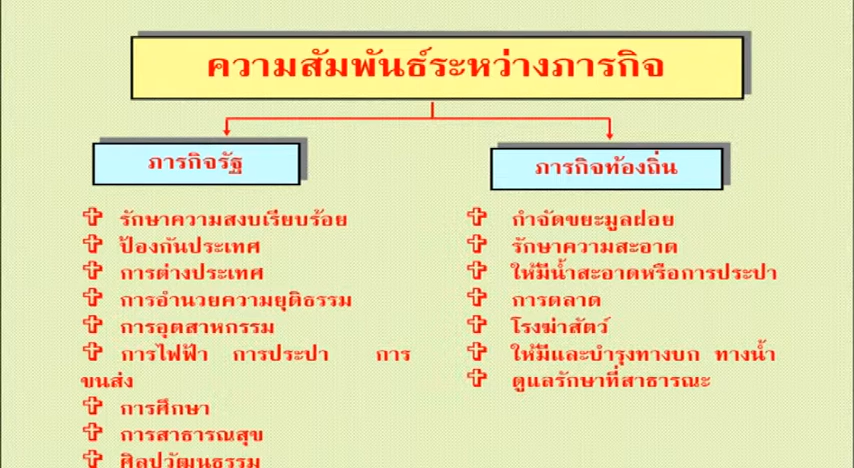 ความสัมพันธ์ระหว่างภารกิจ
ภารกิจรัฐ
รักษาความสงบเรียบร้อย
ป้องกันประเทศ
การต่างประเทศ
การอำนวยความยุติธรรม
การอุตสาหกรรม
การไฟฟ้า การประปา การ
ขนส่ง
การศึกษา
การสาธารณสุข
ศิลปวัฒนธรรม
ภารกิจท้องถิ่น
กำจัดขยะมูลฝอย
รักษาความสะอาด
ให้มีน้ำสะอาดหรือการประปา
การตลาด
โรงฆ่าสัตว์
ให้มีและบำรุงทางบก ทางน้ำ
ดูแลรักษาที่สาธารณะ